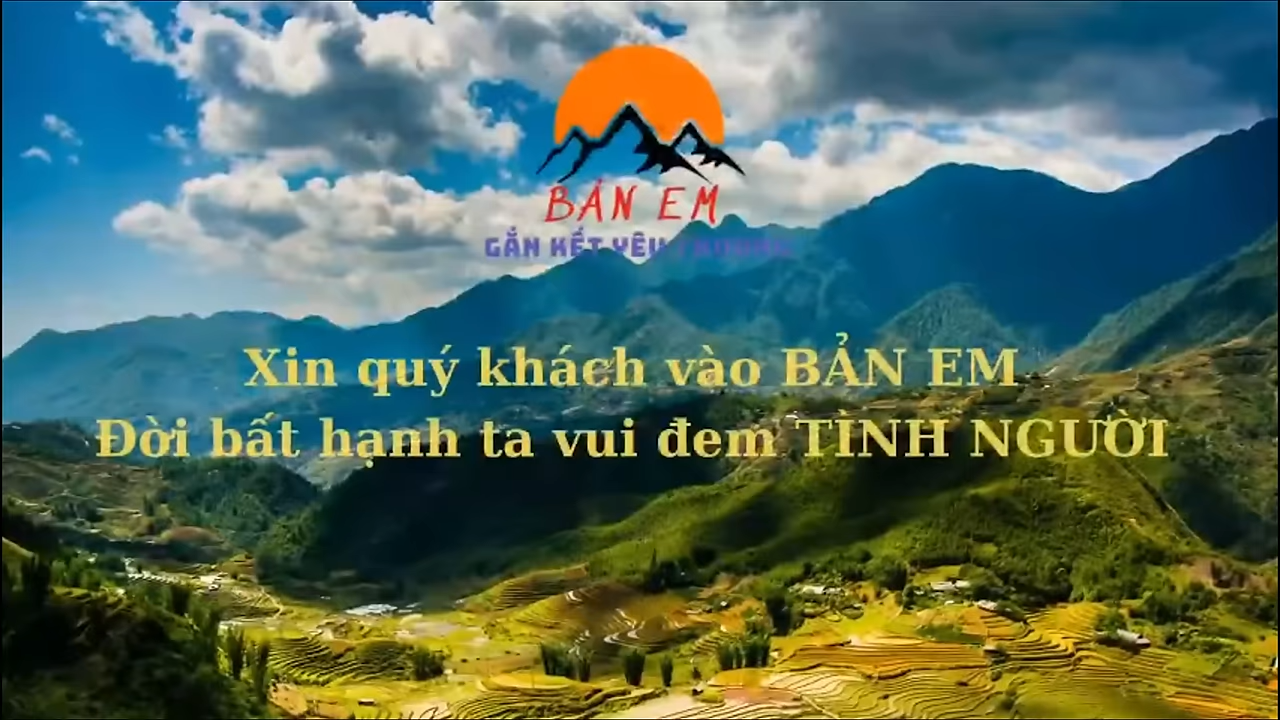 BẢN EM
GẮN KẾT YÊU THƯƠNG
Xin quý khách vào BẢN EM
Đời bất hạnh ta vui đem TÌNH NGƯỜI